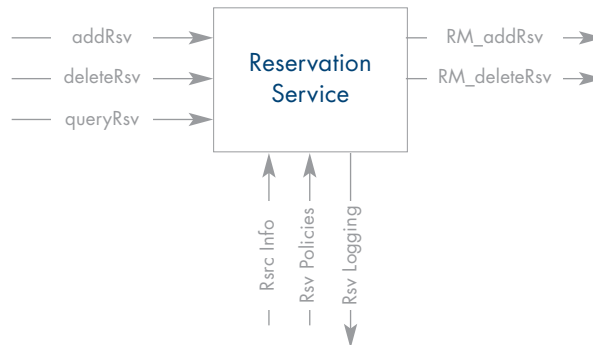 addRsv
deleteRsv
queryRsv
Reservation
Service
RM_addRsv
RM_deleteRsv
Rsrc Info
Rsv Policies
Rsv Logging